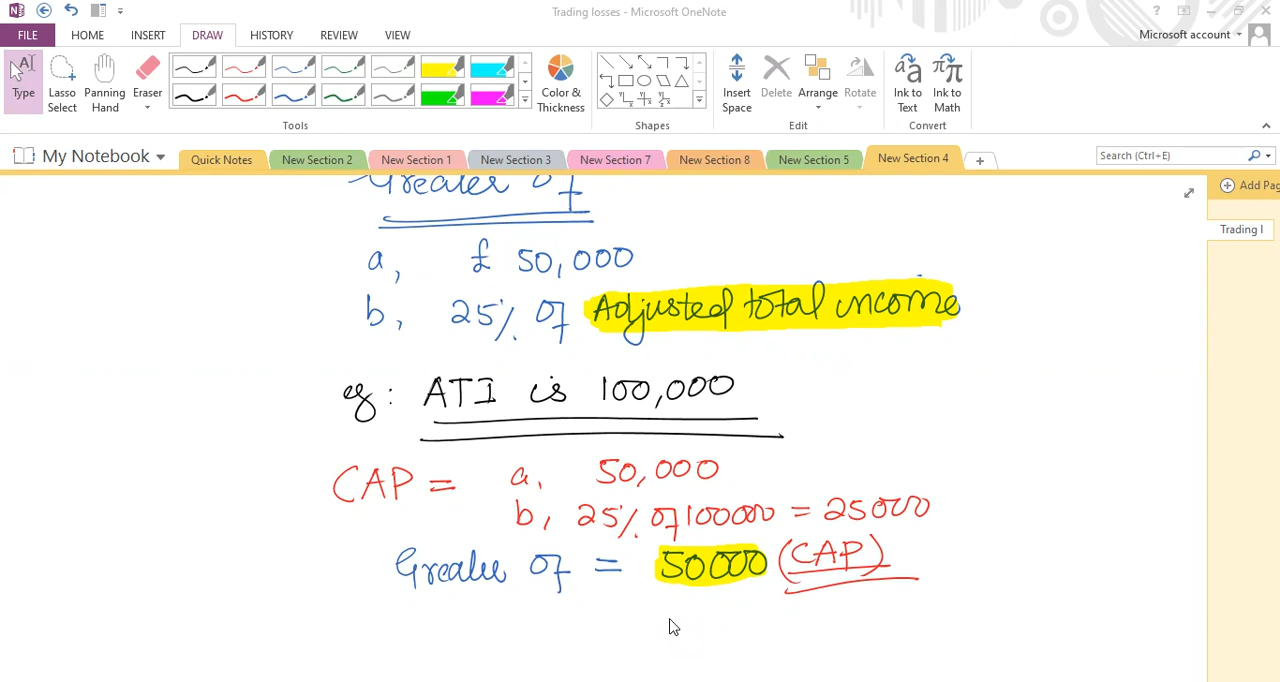 Trading losses - Microsoft OneNote
?
FILE HOME INSERT DRAW HISTORY REVIEW VIEW Microsoft account
Type
Lasso Select
Panning Hand
Eraser
Color & Thickness
Insert Space
Delete
Arrange
Rotate
Ink to Text
Ink to Math
Tools Shapes Edit Convert
My Notebook Quick Notes New Section 2 New Section 1 New Section 3 New Section 7 New Section 8 New Section 5 New Section 4 Search (Ctrl+E)
Add Pag
Trading l
Greater of
a, £ 50,000
b, 25% of Adjusted total income
eg: ATI is 100,000
CAP = a, 50,000
b, 25% of 100000 = 25000
Greater of = 50000 (CAP)